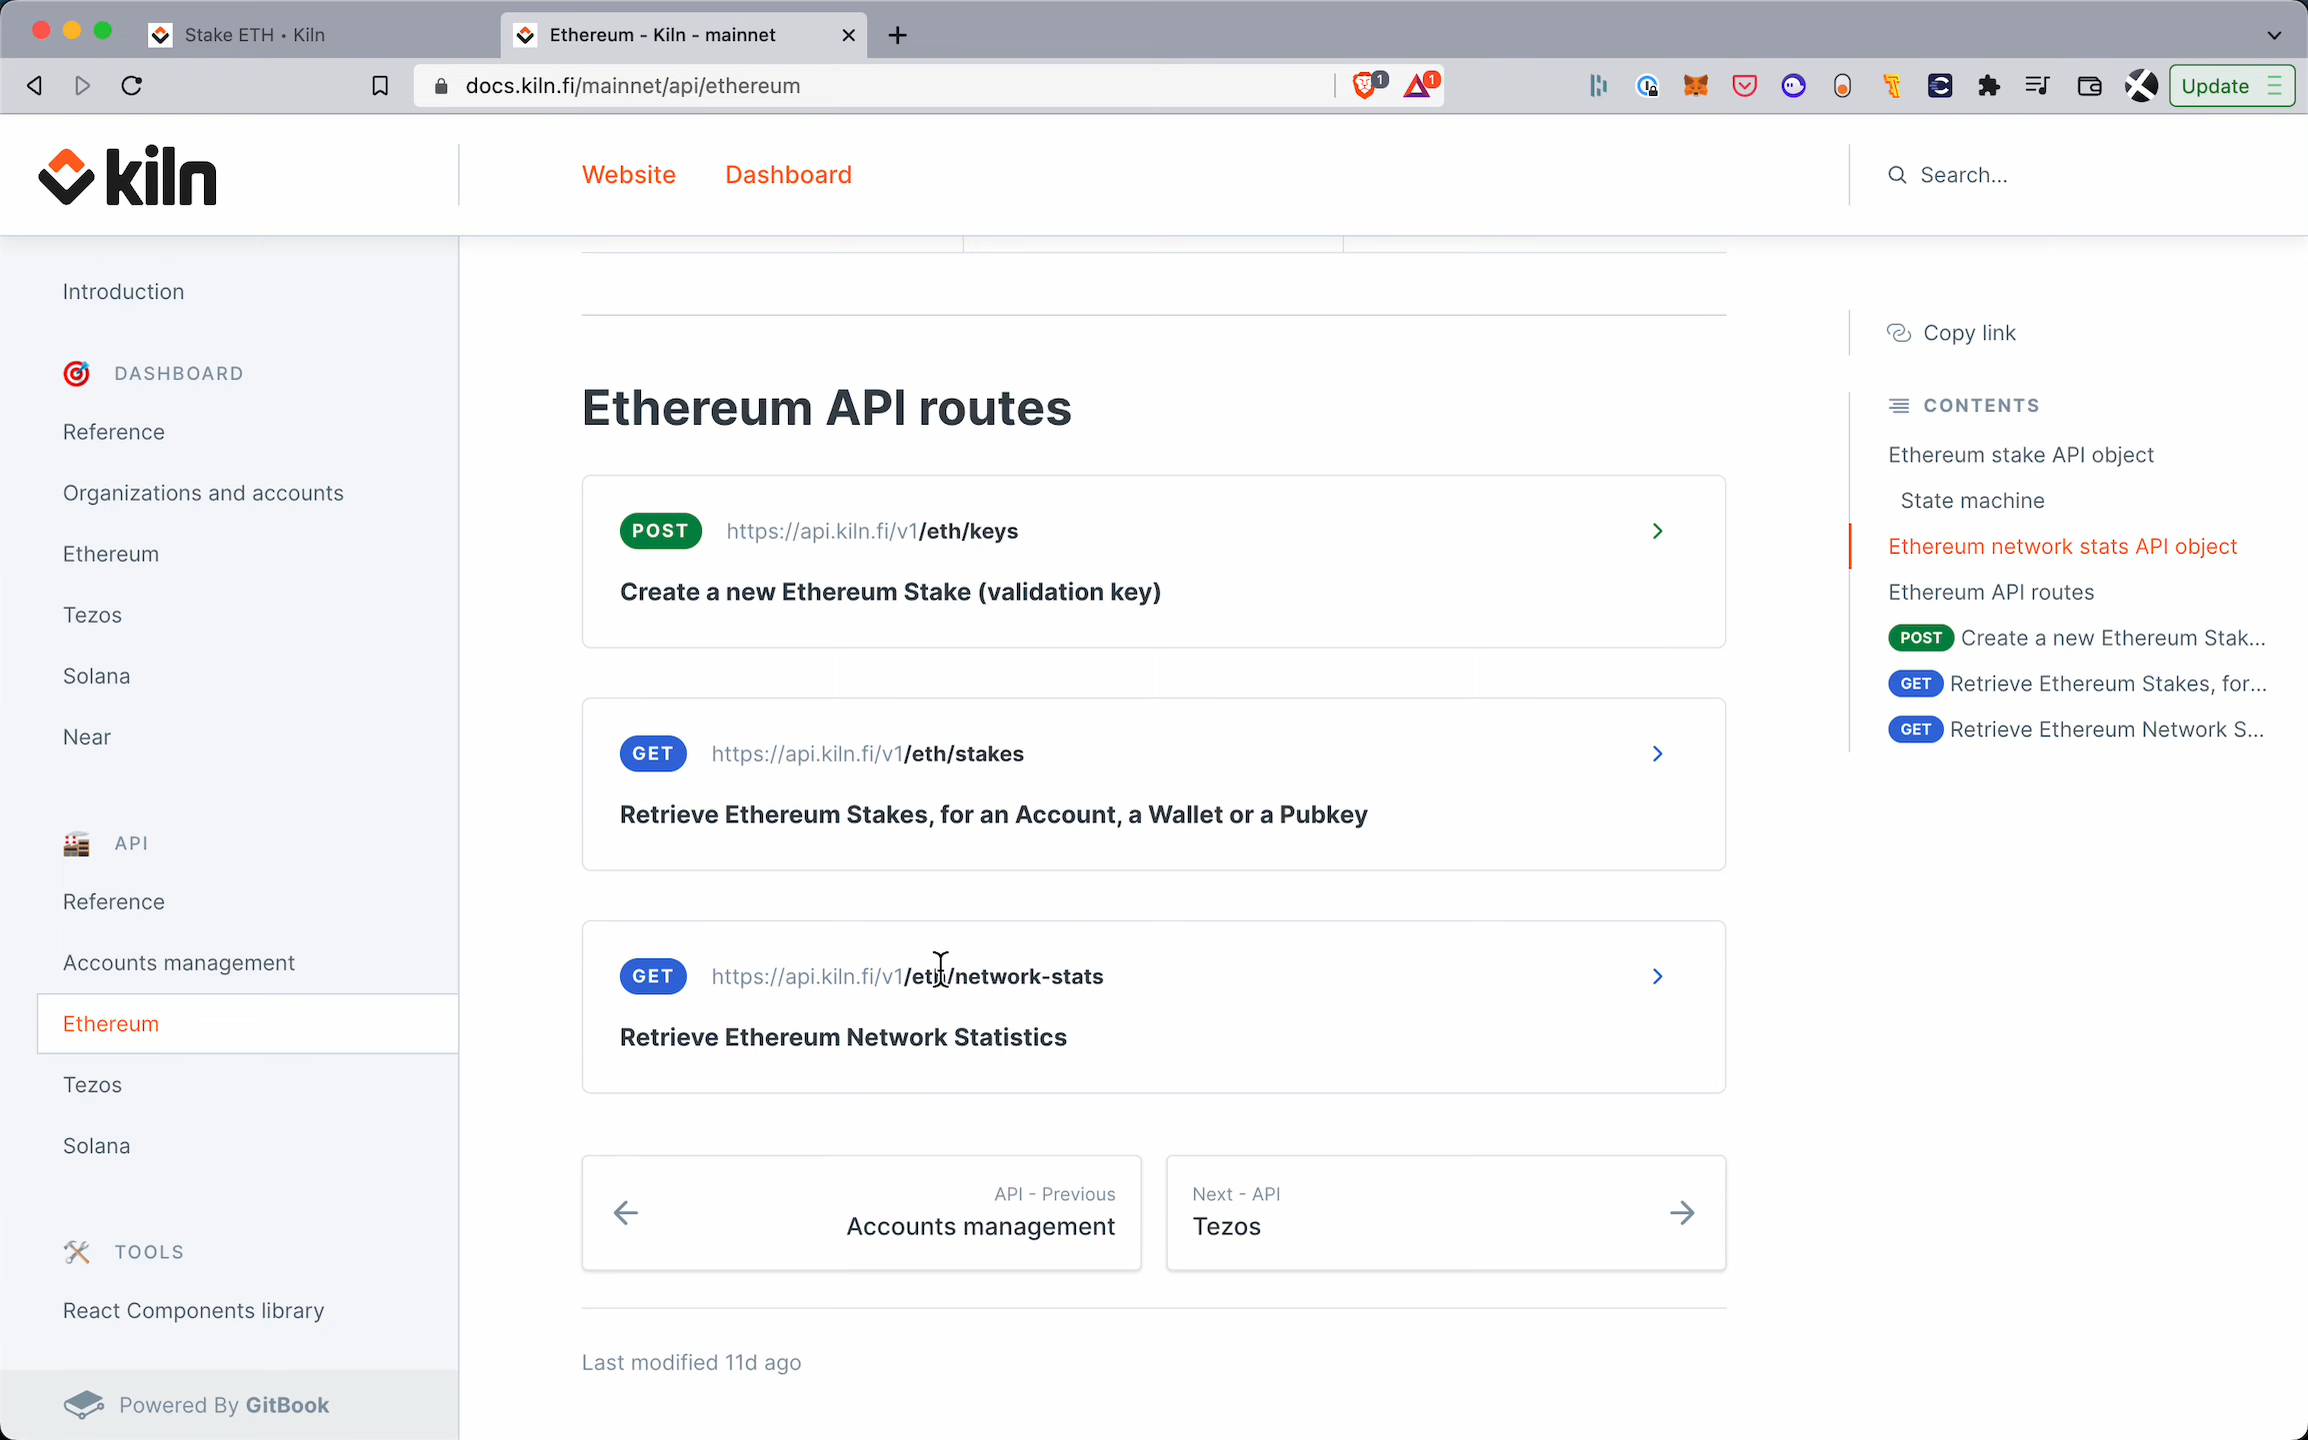 Stake ETH • Kiln
Ethereum - Kiln - mainnet
docs.kiln.fi/mainnet/api/ethereum
1
1
Update
kiln
Website
Dashboard
Search...
Introduction
DASHBOARD
Reference
Organizations and accounts
Ethereum
Tezos
Solana
Near
API
Reference
Accounts management
Ethereum
Tezos
Solana
TOOLS
React Components library
Powered By GitBook
Ethereum API routes
POST https://api.kiln.fi/v1/eth/keys
Create a new Ethereum Stake (validation key)
GET https://api.kiln.fi/v1/eth/stakes
Retrieve Ethereum Stakes, for an Account, a Wallet or a Pubkey
GET https://api.kiln.fi/v1/eth/network-stats
Retrieve Ethereum Network Statistics
API - Previous
Accounts management
Next - API
Tezos
Last modified 11d ago
Copy link
CONTENTS
Ethereum stake API object
State machine
Ethereum network stats API object
Ethereum API routes
POST Create a new Ethereum Stak...
GET Retrieve Ethereum Stakes, for...
GET Retrieve Ethereum Network S...